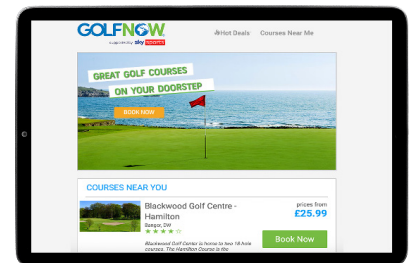 GOLFNOW
supported by sky sports
Hot Deals
Courses Near Me
GREAT GOLF COURSES
ON YOUR DOORSTEP
BOOK NOW
COURSES NEAR YOU
Blackwood Golf Centre -
Hamilton
Bangor, DW
prices from
£25.99
Blackwood Golf Center is home to two 18 hole
courses. The Hamilton Course is the
Book Now